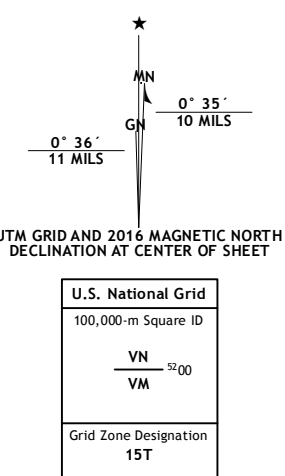 ★
MN
0° 35´
10 MILS
GN
0° 36´
11 MILS
UTM GRID AND 2016 MAGNETIC NORTH
DECLINATION AT CENTER OF SHEET
U.S. National Grid
100,000-m Square ID
VN
5200
VM
Grid Zone Designation
15T